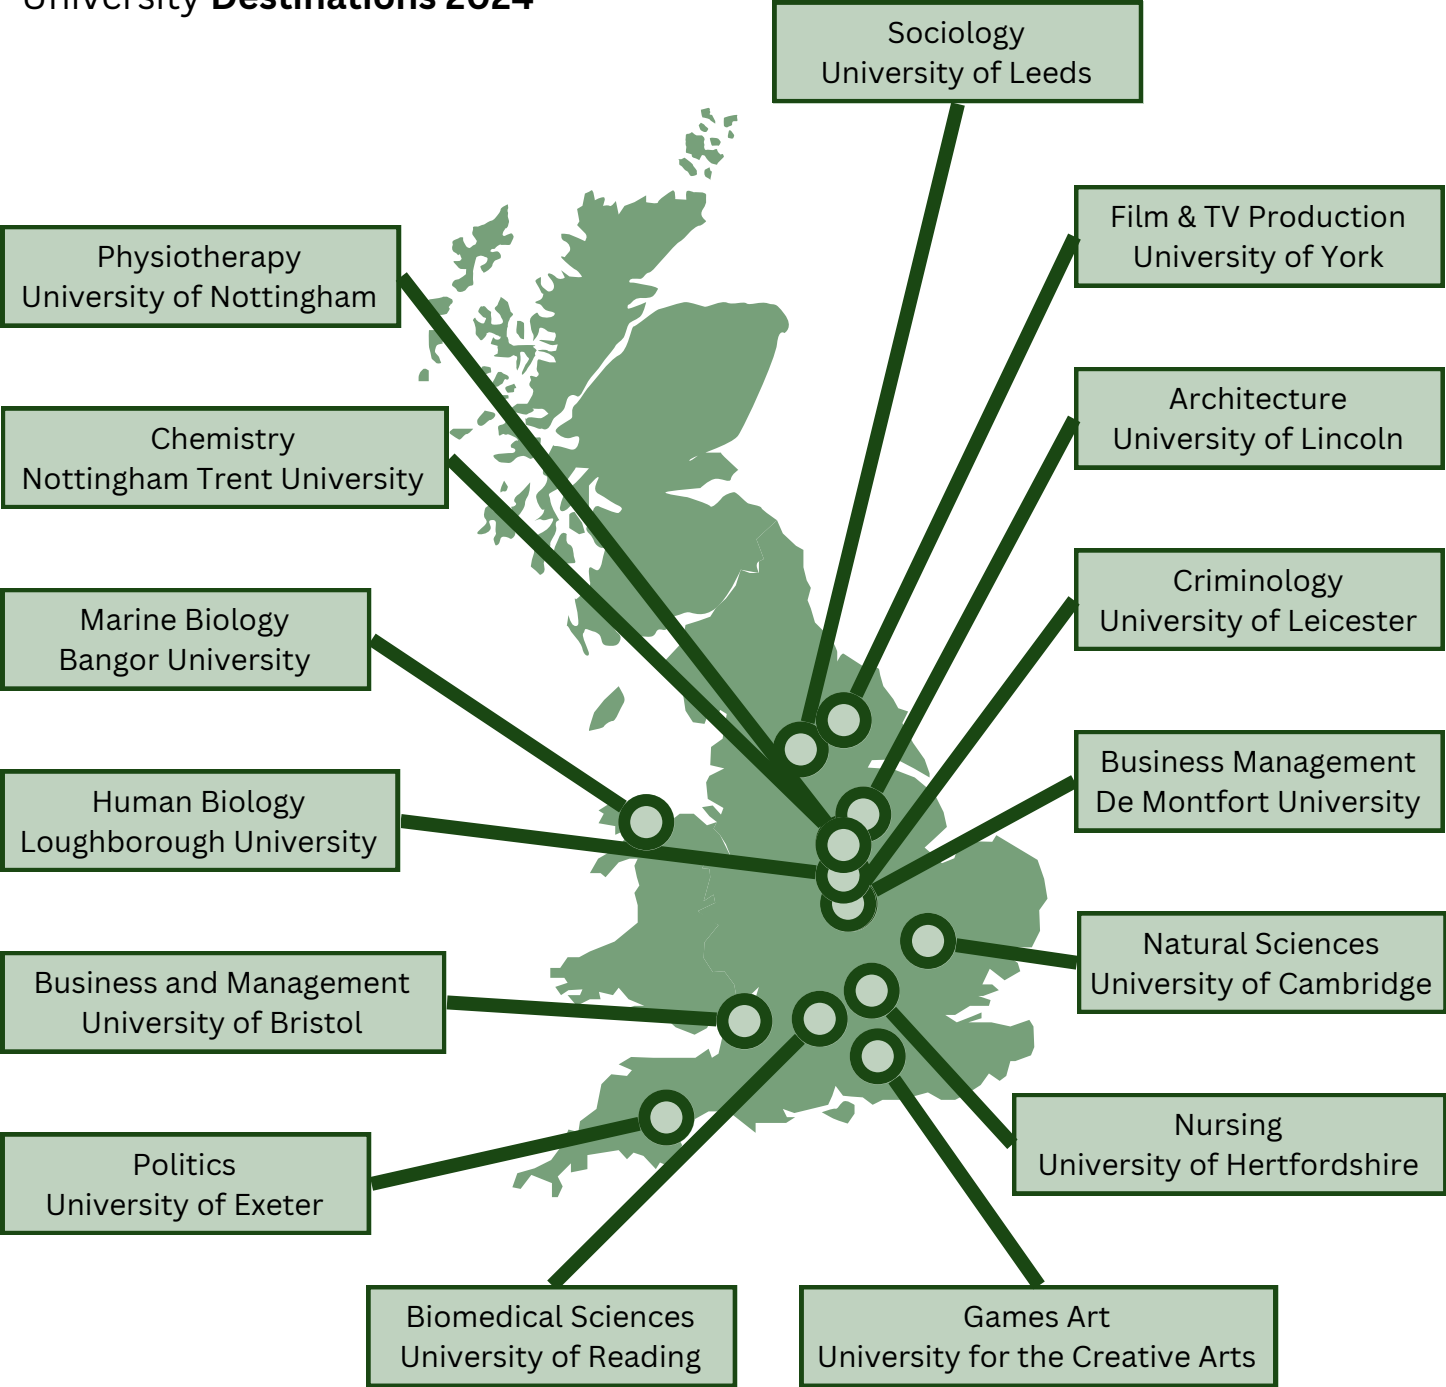 University Destinations 2024
Sociology
University of Leeds
Film & TV Production
University of York
Physiotherapy
University of Nottingham
Architecture
University of Lincoln
Chemistry
Nottingham Trent University
Criminology
University of Leicester
Marine Biology
Bangor University
Business Management
De Montfort University
Human Biology
Loughborough University
Natural Sciences
University of Cambridge
Business and Management
University of Bristol
Nursing
University of Hertfordshire
Politics
University of Exeter
Biomedical Sciences
University of Reading
Games Art
University for the Creative Arts